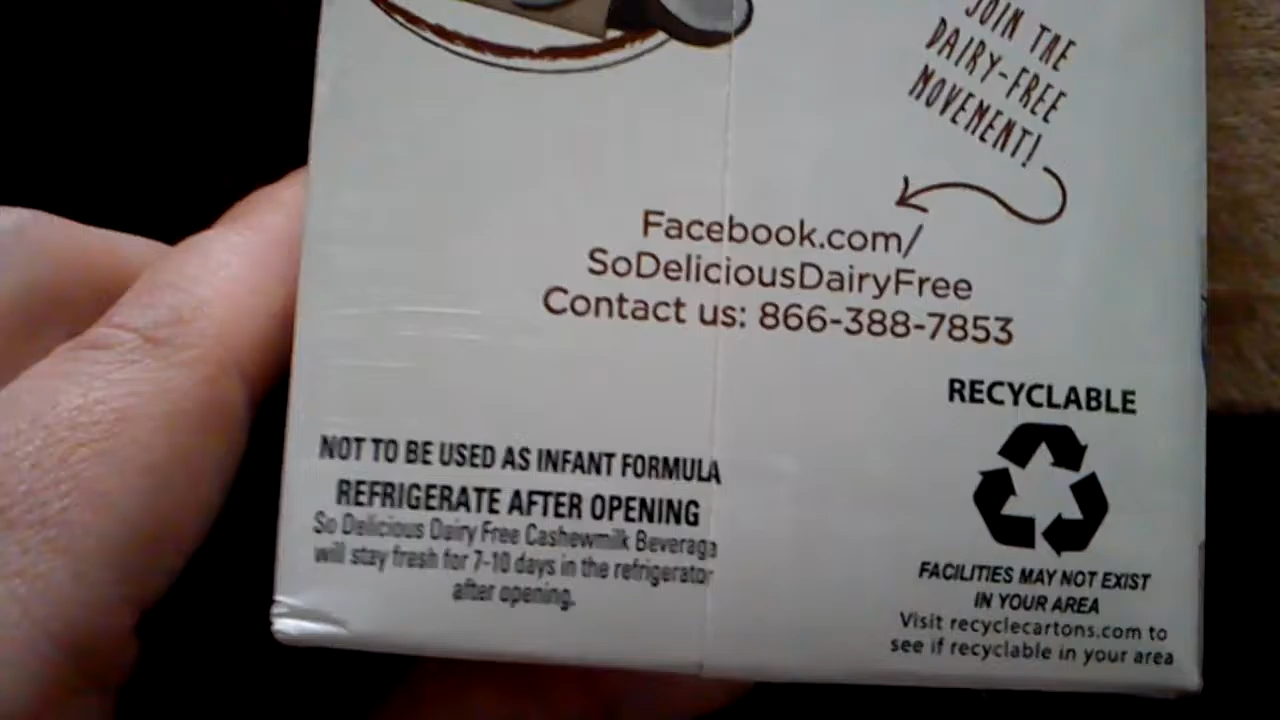 JOIN THE
DAIRY-FREE
MOVEMENT!
Facebook.com/
SoDeliciousDairyFree
Contact us: 866-388-7853
RECYCLABLE
NOT TO BE USED AS INFANT FORMULA
REFRIGERATE AFTER OPENING
So Delicious Dairy Free Cashewmilk Beverage
will stay fresh for 7-10 days in the refrigerator
after opening.
FACILITIES MAY NOT EXIST
IN YOUR AREA
Visit recyclecartons.com to
see if recyclable in your area